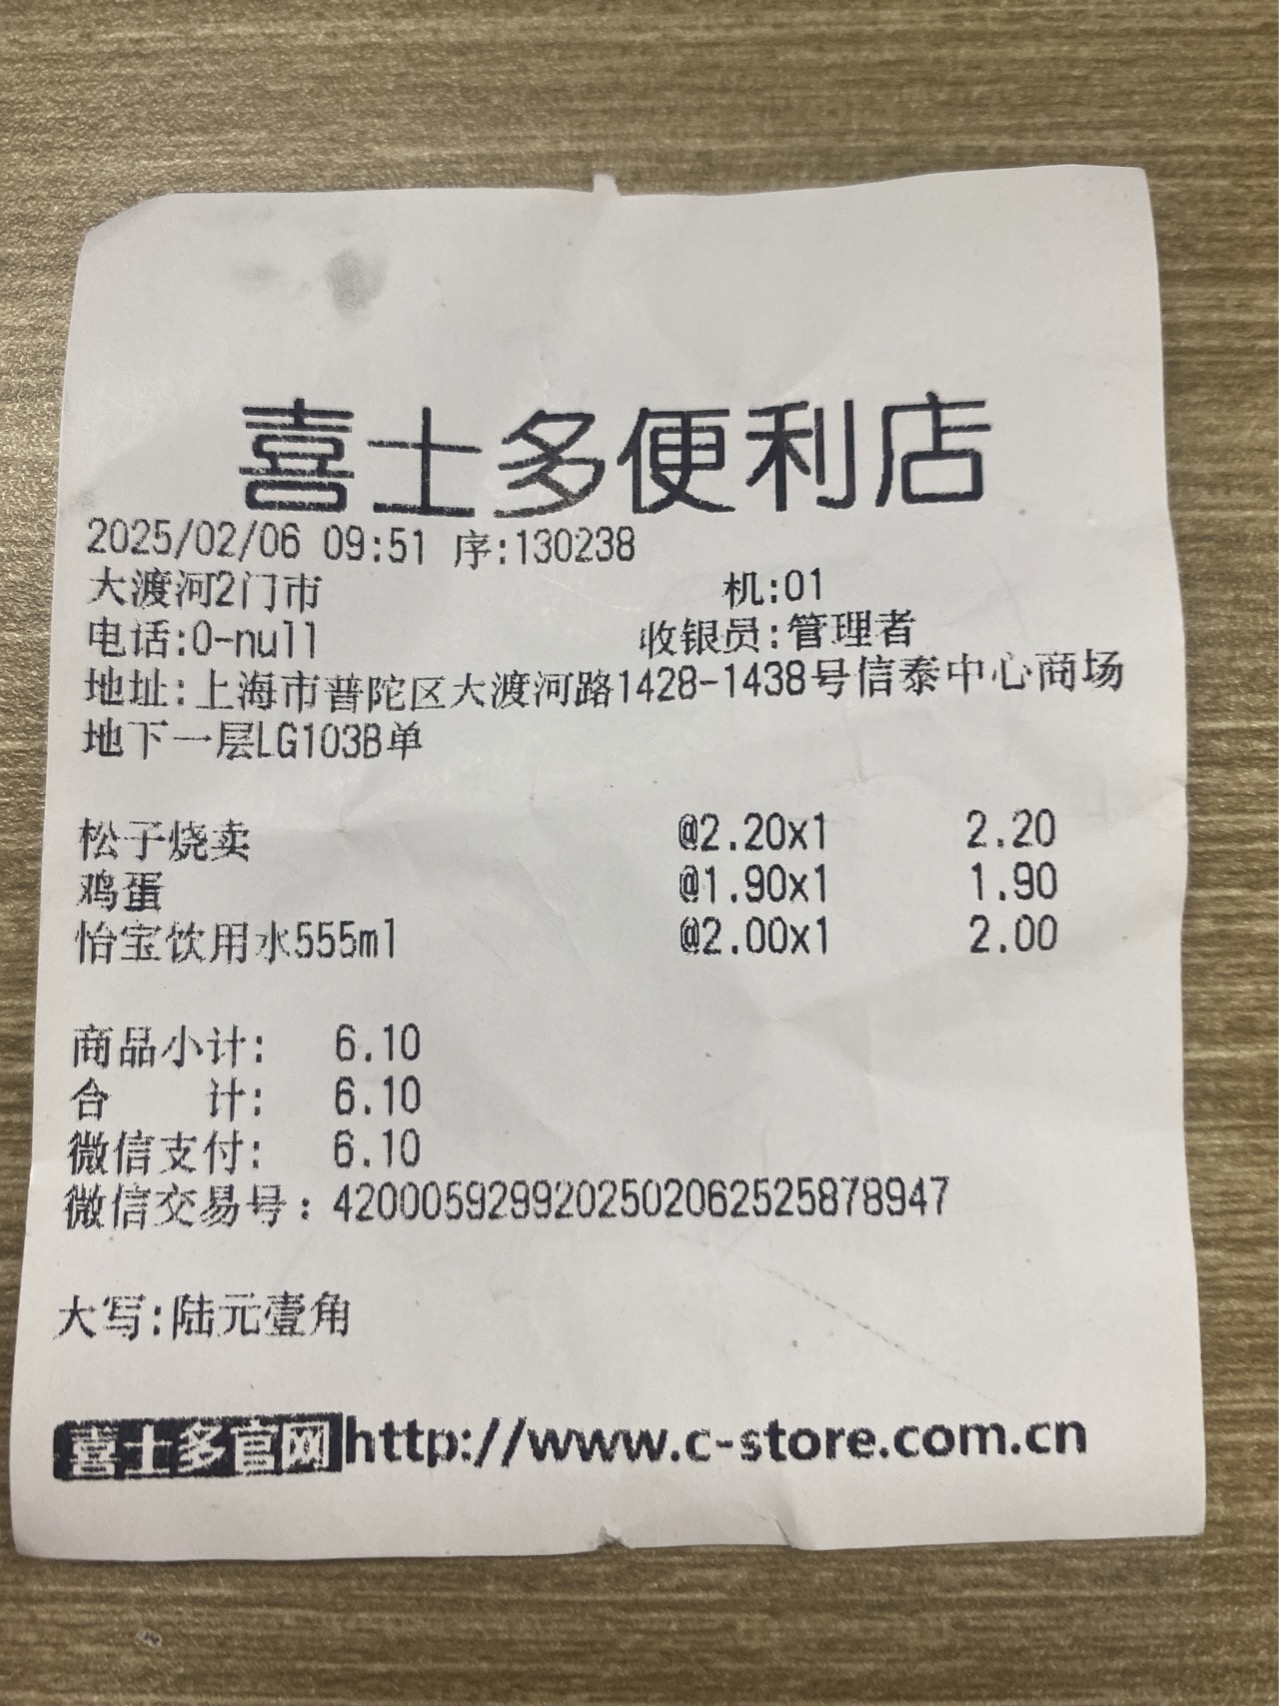 喜士多便利店
2025/02/06 09:51 序:130238
大渡河2门市 机:01
电话:0-null 收银员:管理者
地址:上海市普陀区大渡河路1428-1438号信泰中心商场
地下一层LG103B单
松子烧卖 @2.20x1 2.20
鸡蛋 @1.90x1 1.90
怡宝饮用水555ml @2.00x1 2.00
商品小计: 6.10
合 计: 6.10
微信支付: 6.10
微信交易号: 4200059299202502062525878947
大写:陆元壹角
喜士多官网http://www.c-store.com.cn